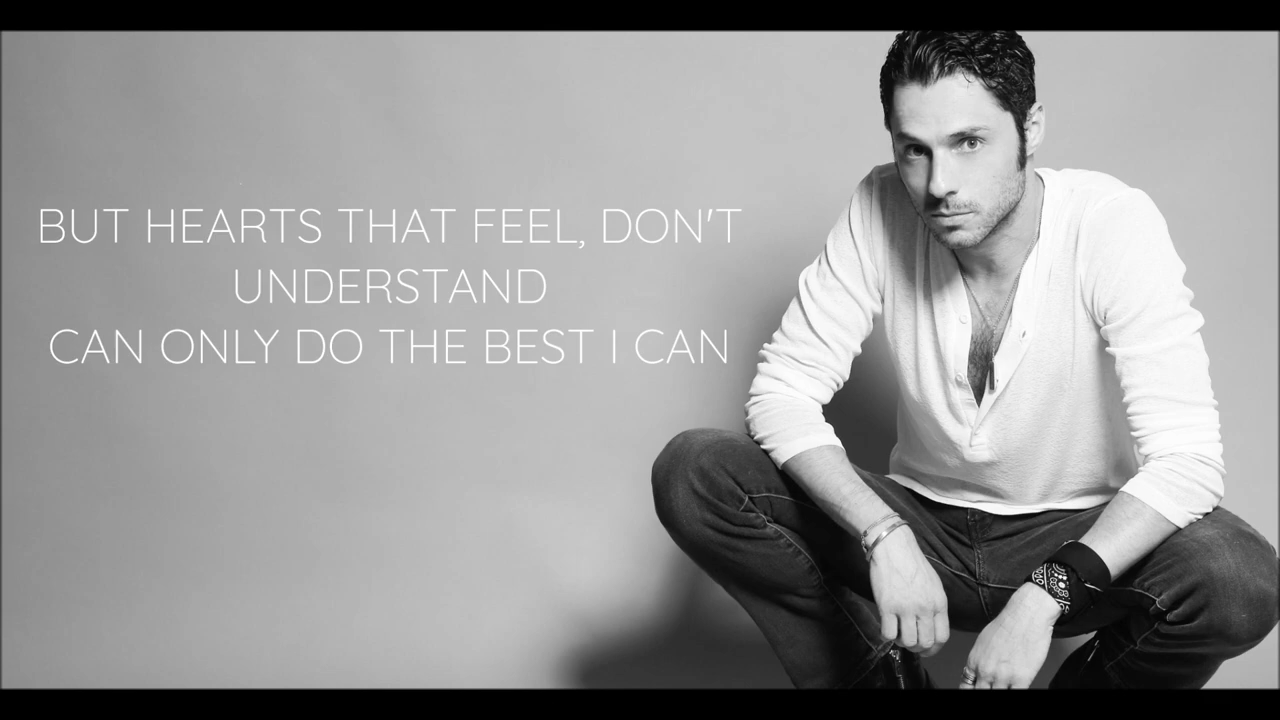 BUT HEARTS THAT FEEL, DON'T
UNDERSTAND
CAN ONLY DO THE BEST I CAN